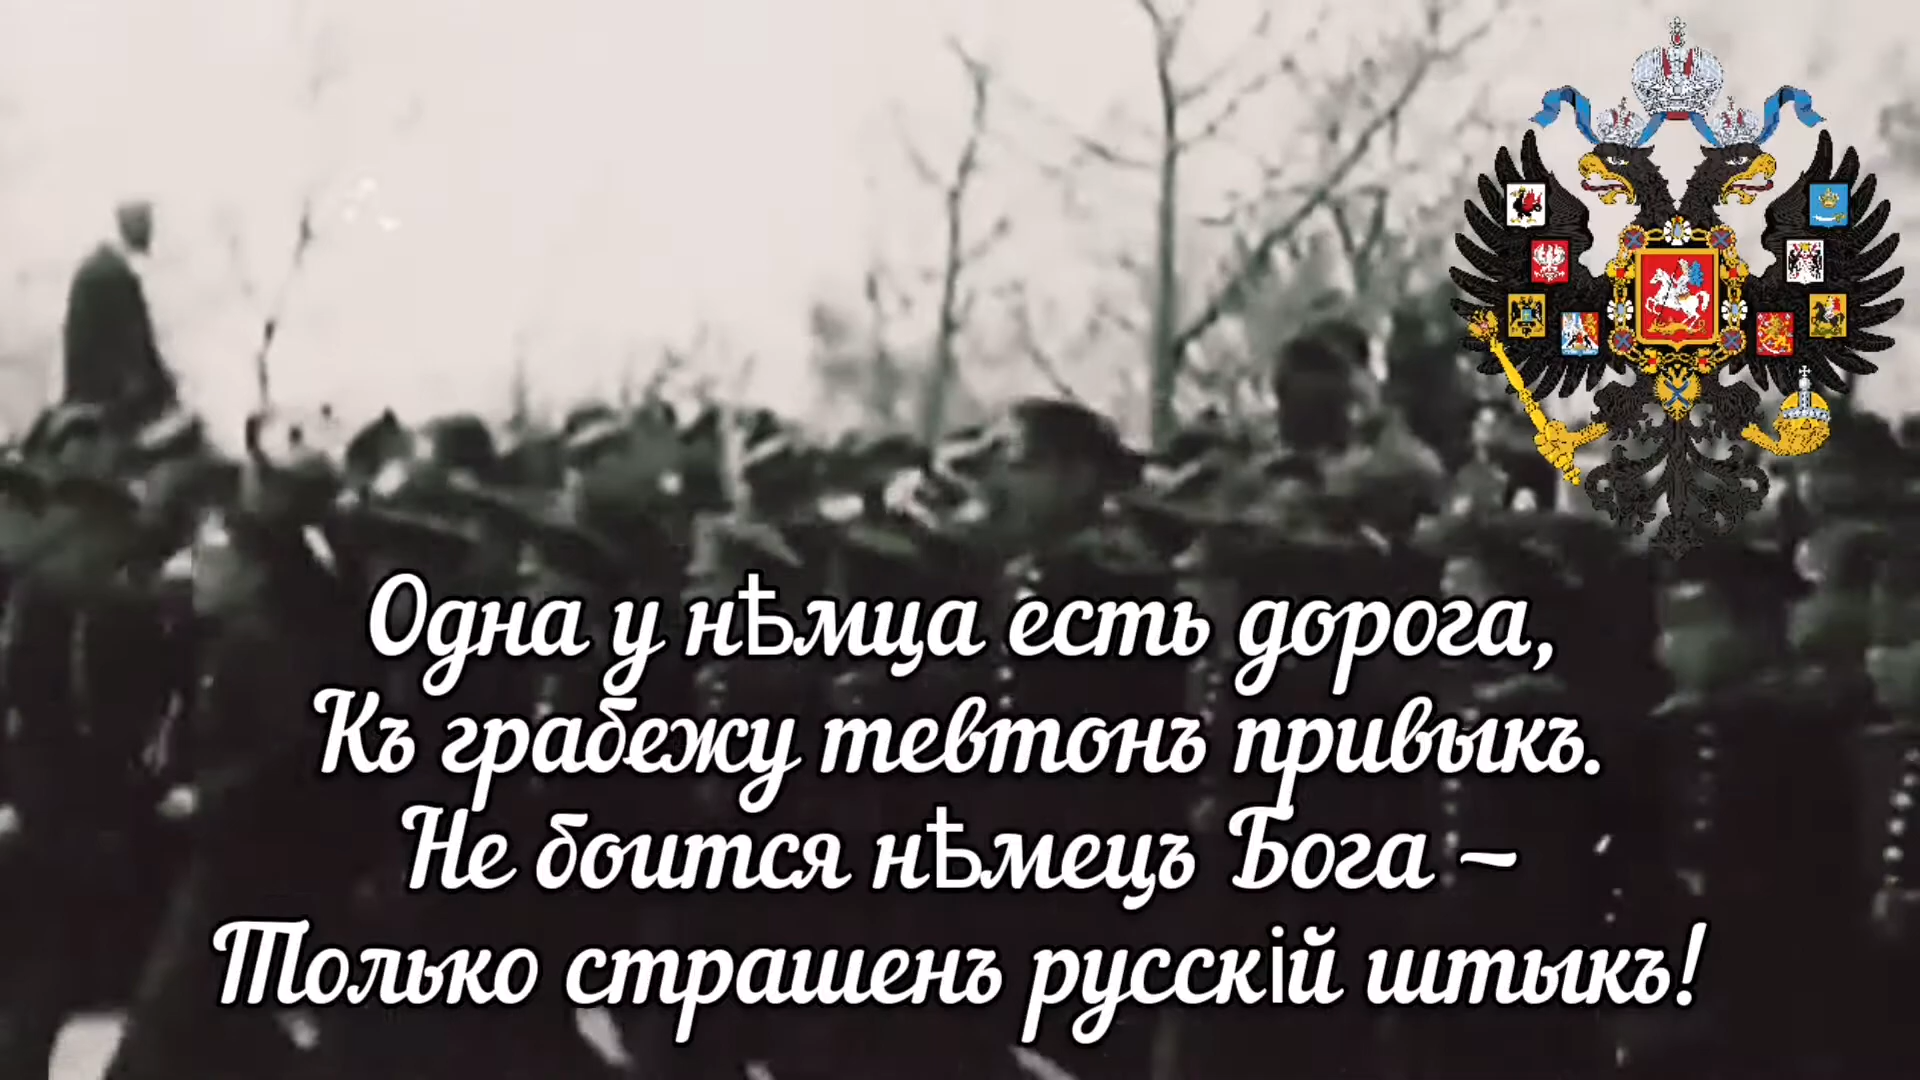 Одна у нѣмца есть дорога,
Къ грабежу тевтонъ привыкъ.
Не боится нѣмецъ Бога –
Только страшенъ русскій штыкъ!